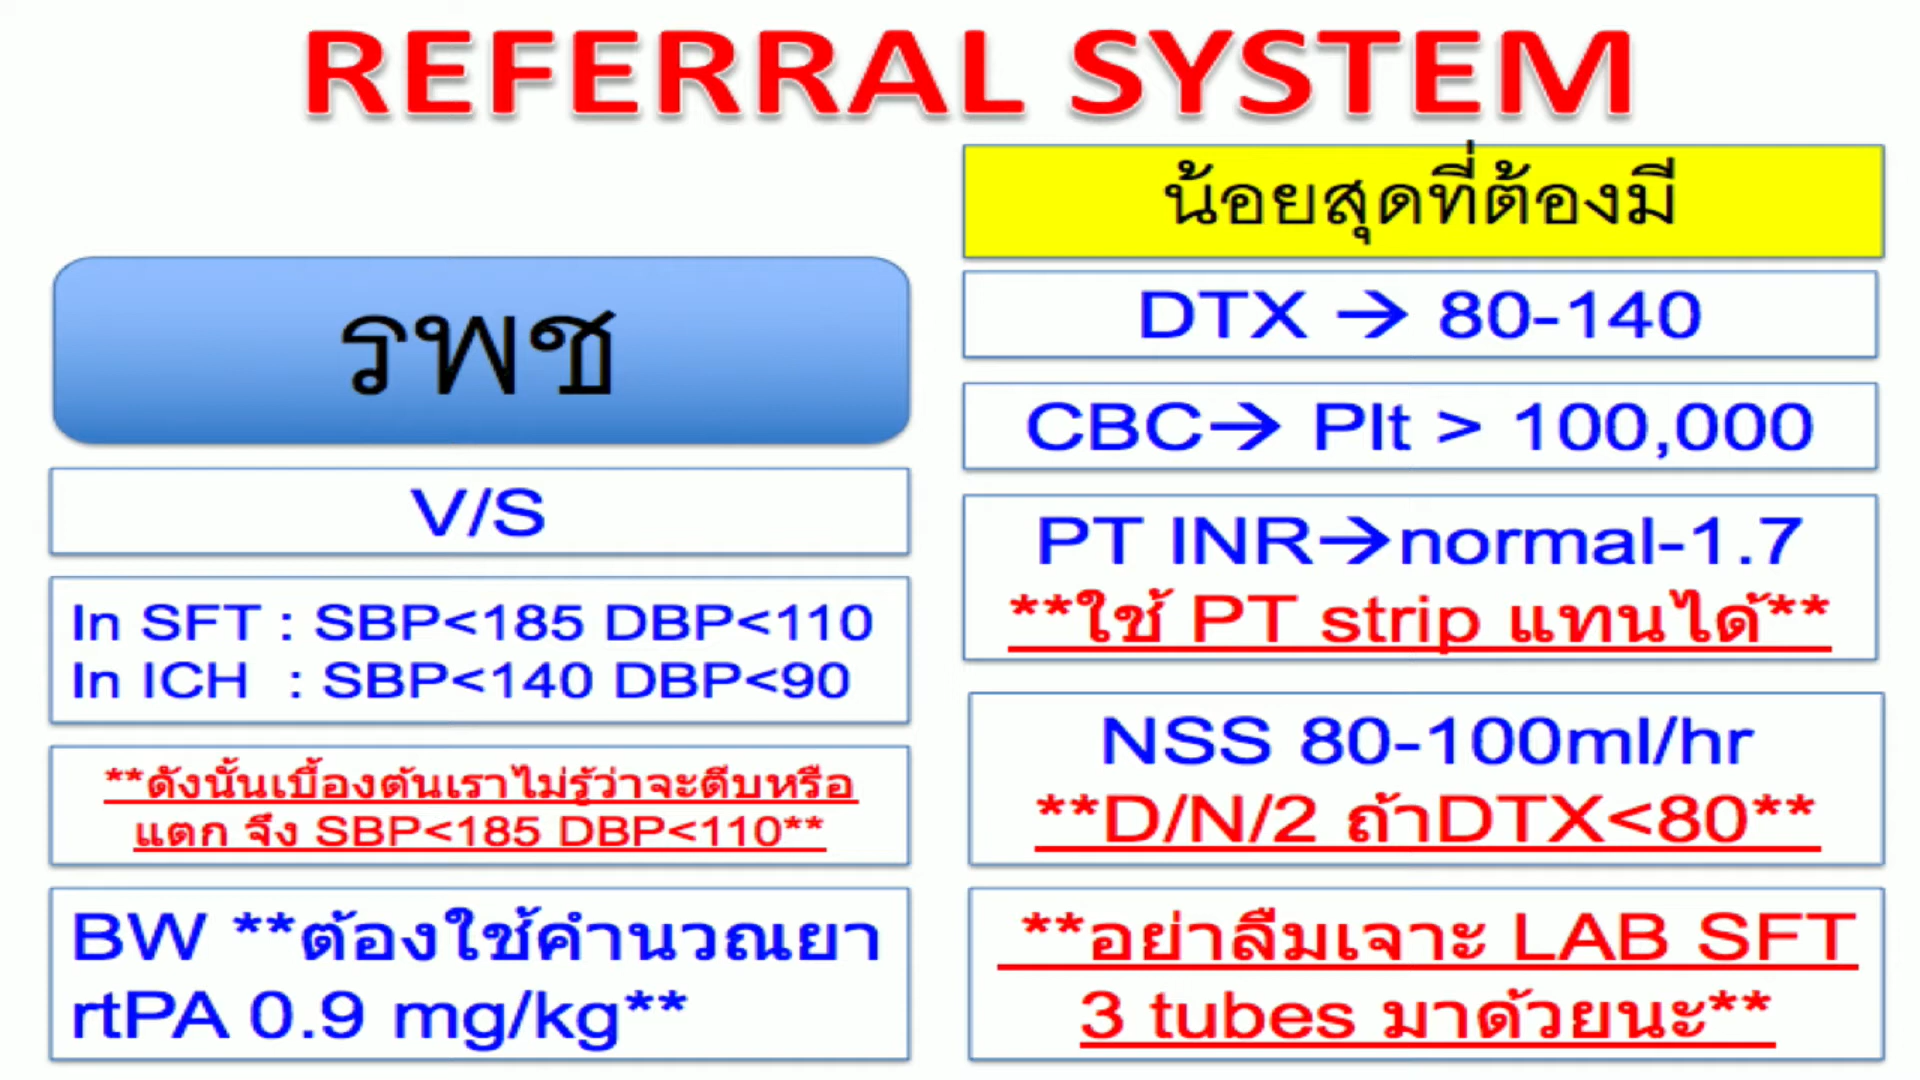 REFERRAL SYSTEM
รพช
V/S
In SFT : SBP<185 DBP<110
In ICH : SBP<140 DBP<90
**ดังนั้นเบื้องต้นเราไม่รู้ว่าจะตีบหรือ
แตก จึง SBP<185 DBP<110**
BW **ต้องใช้คำนวณยา
rtPA 0.9 mg/kg**
น้อยสุดที่ต้องมี
DTX → 80-140
CBC→ Plt > 100,000
PT INR→normal-1.7
**ใช้ PT strip แทนได้**
NSS 80-100ml/hr
**D/N/2 ถ้าDTX<80**
**อย่าลืมเจาะ LAB SFT
3 tubes มาด้วยนะ**